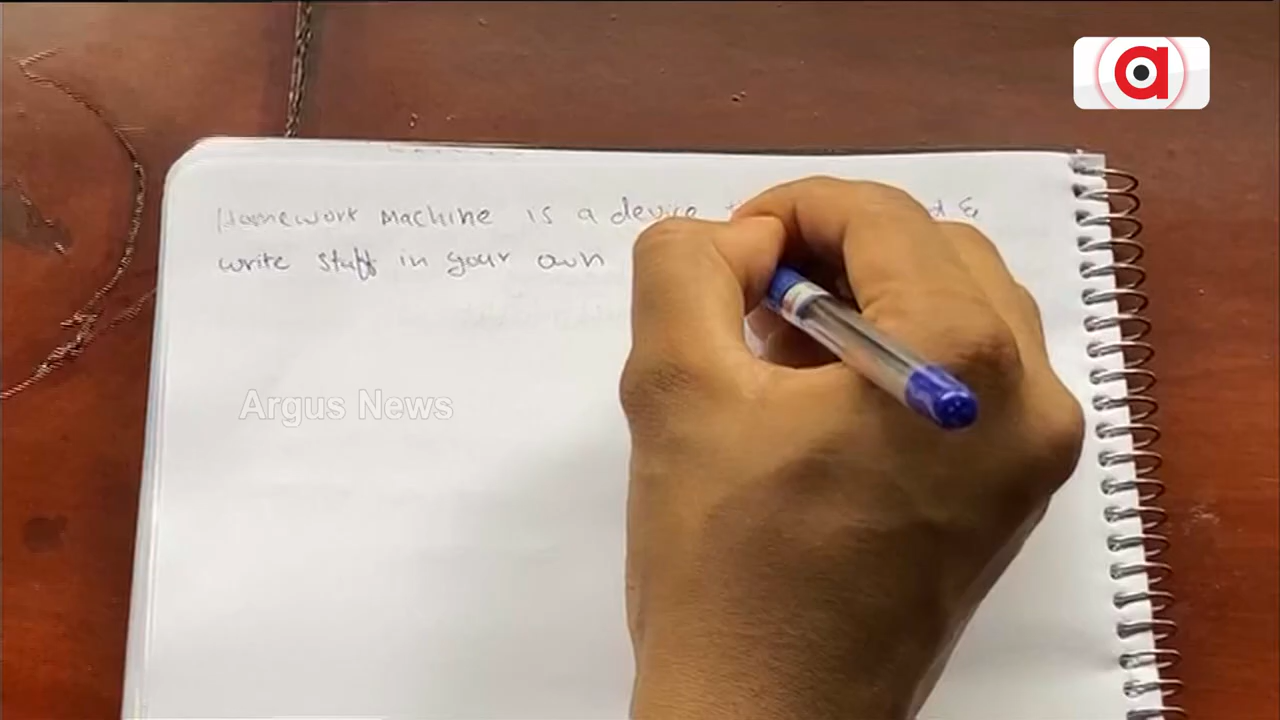 a
Homework Machine is a device &
write stuff in your own
Argus News